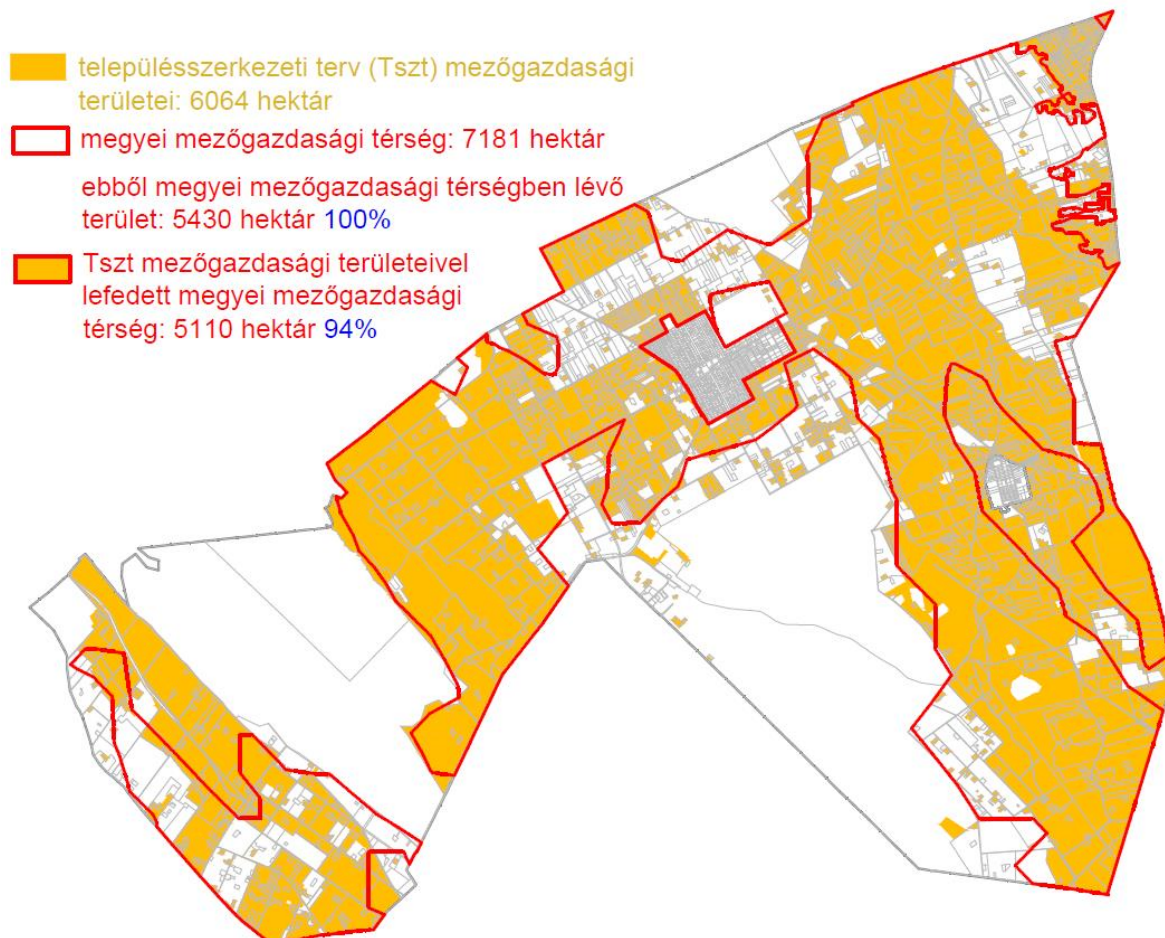 településszerkezeti terv (Tszt) mezőgazdasági
területei: 6064 hektár
megyei mezőgazdasági térség: 7181 hektár
ebből megyei mezőgazdasági térségben lévő
terület: 5430 hektár 100%
Tszt mezőgazdasági területeivel
lefedett megyei mezőgazdasági
térség: 5110 hektár 94%